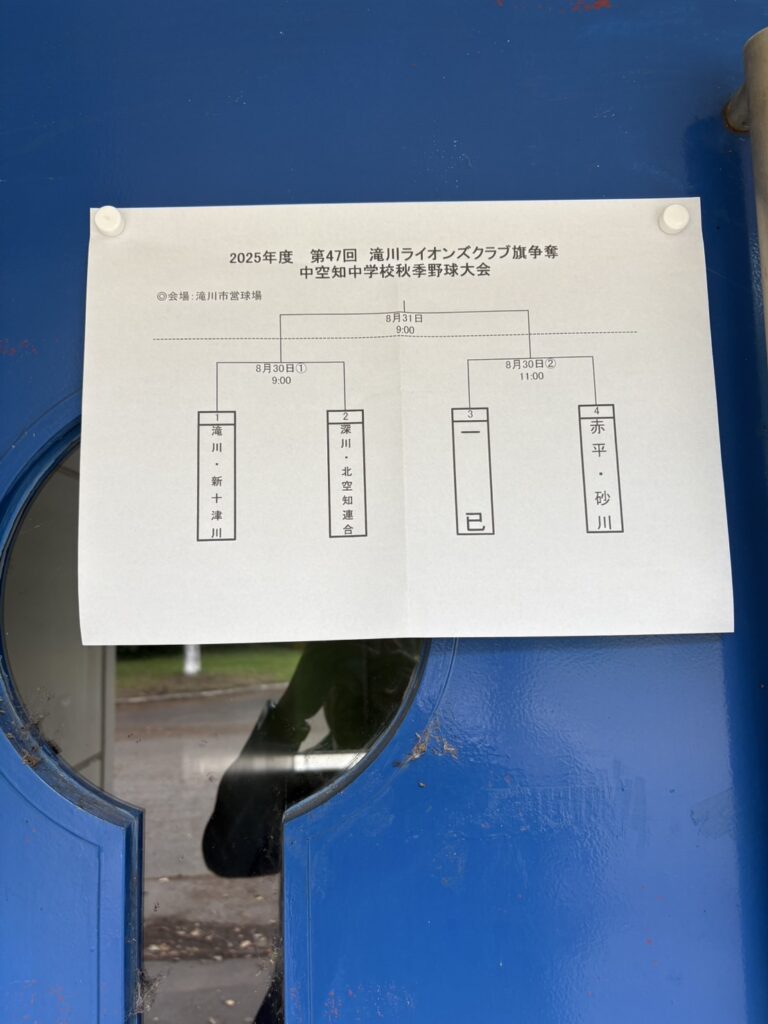 2025年度　第47回　滝川ライオンズクラブ旗争奪
中空知中学校秋季野球大会
◎会場：滝川市営球場
8月31日
9:00
8月30日①
9:00
8月30日②
11:00
1
滝川・新十津川
2
深川・北空知連合
3
一已
4
赤平・砂川